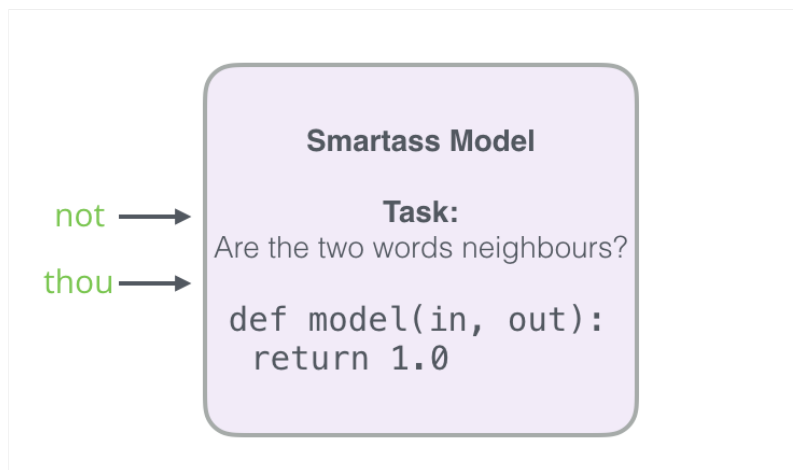 Smartass Model
Task:
not
Are the two words neighbours?
thou
def model(in, out):
return 1.0